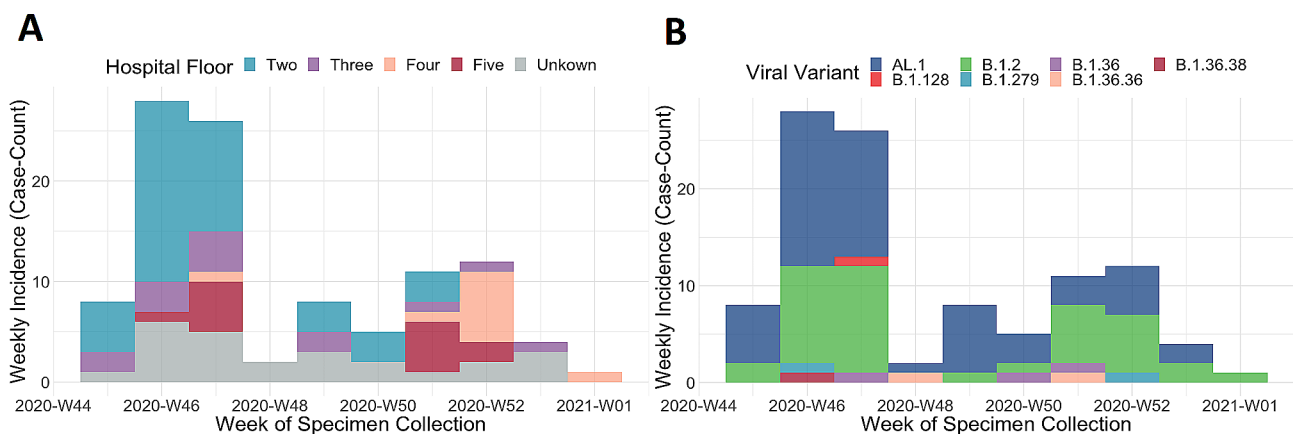 A
Hospital Floor Two Three Four Five Unkown
Weekly Incidence (Case-Count)
20
10
0
2020-W44 2020-W46 2020-W48 2020-W50 2020-W52 2021-W01
Week of Specimen Collection
B
Viral Variant AL.1 B.1.2 B.1.36 B.1.36.38
B.1.128 B.1.279 B.1.36.36
Weekly Incidence (Case-Count)
20
10
0
2020-W44 2020-W46 2020-W48 2020-W50 2020-W52 2021-W01
Week of Specimen Collection